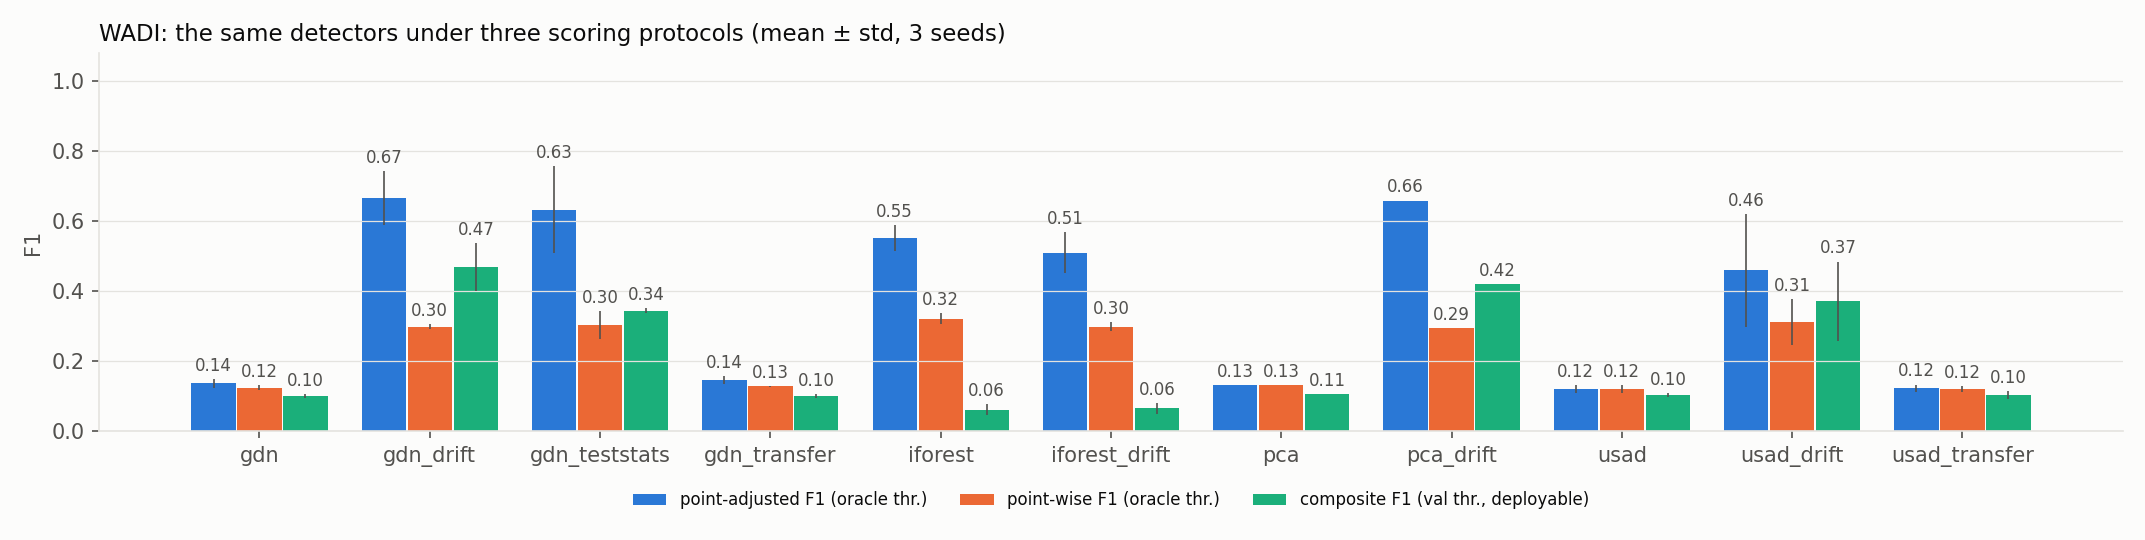 WADI: the same detectors under three scoring protocols (mean ± std, 3 seeds)
F1
1.0
0.8
0.6
0.4
0.2
0.0
0.14 0.12 0.10
0.67 0.30 0.47
0.63 0.30 0.34
0.14 0.13 0.10
0.55 0.32 0.06
0.51 0.30 0.06
0.13 0.13 0.11
0.66 0.29 0.42
0.12 0.12 0.10
0.46 0.31 0.37
0.12 0.12 0.10
gdn gdn_drift gdn_teststats gdn_transfer iforest iforest_drift pca pca_drift usad usad_drift usad_transfer
point-adjusted F1 (oracle thr.) point-wise F1 (oracle thr.) composite F1 (val thr., deployable)